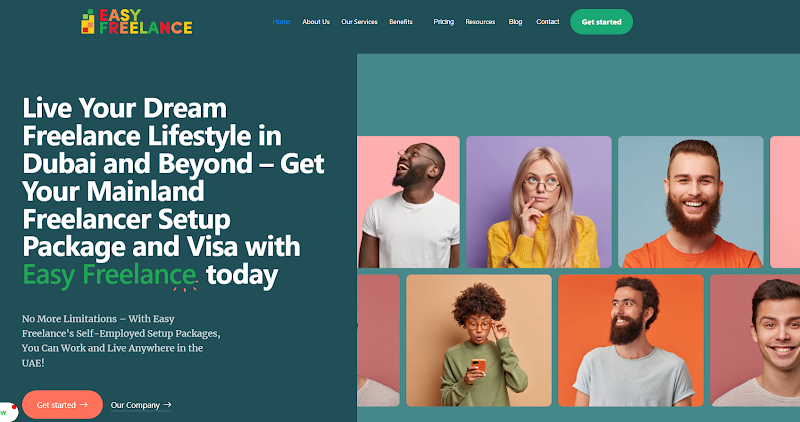 EASY
FREELANCE
Home About Us Our Services Benefits Pricing Resources Blog Contact Get started
Live Your Dream
Freelance Lifestyle in
Dubai and Beyond – Get
Your Mainland
Freelancer Setup
Package and Visa with
Easy Freelance today
No More Limitations – With Easy
Freelance's Self-Employed Setup Packages,
You Can Work and Live Anywhere in the
UAE!
Get started → Our Company →